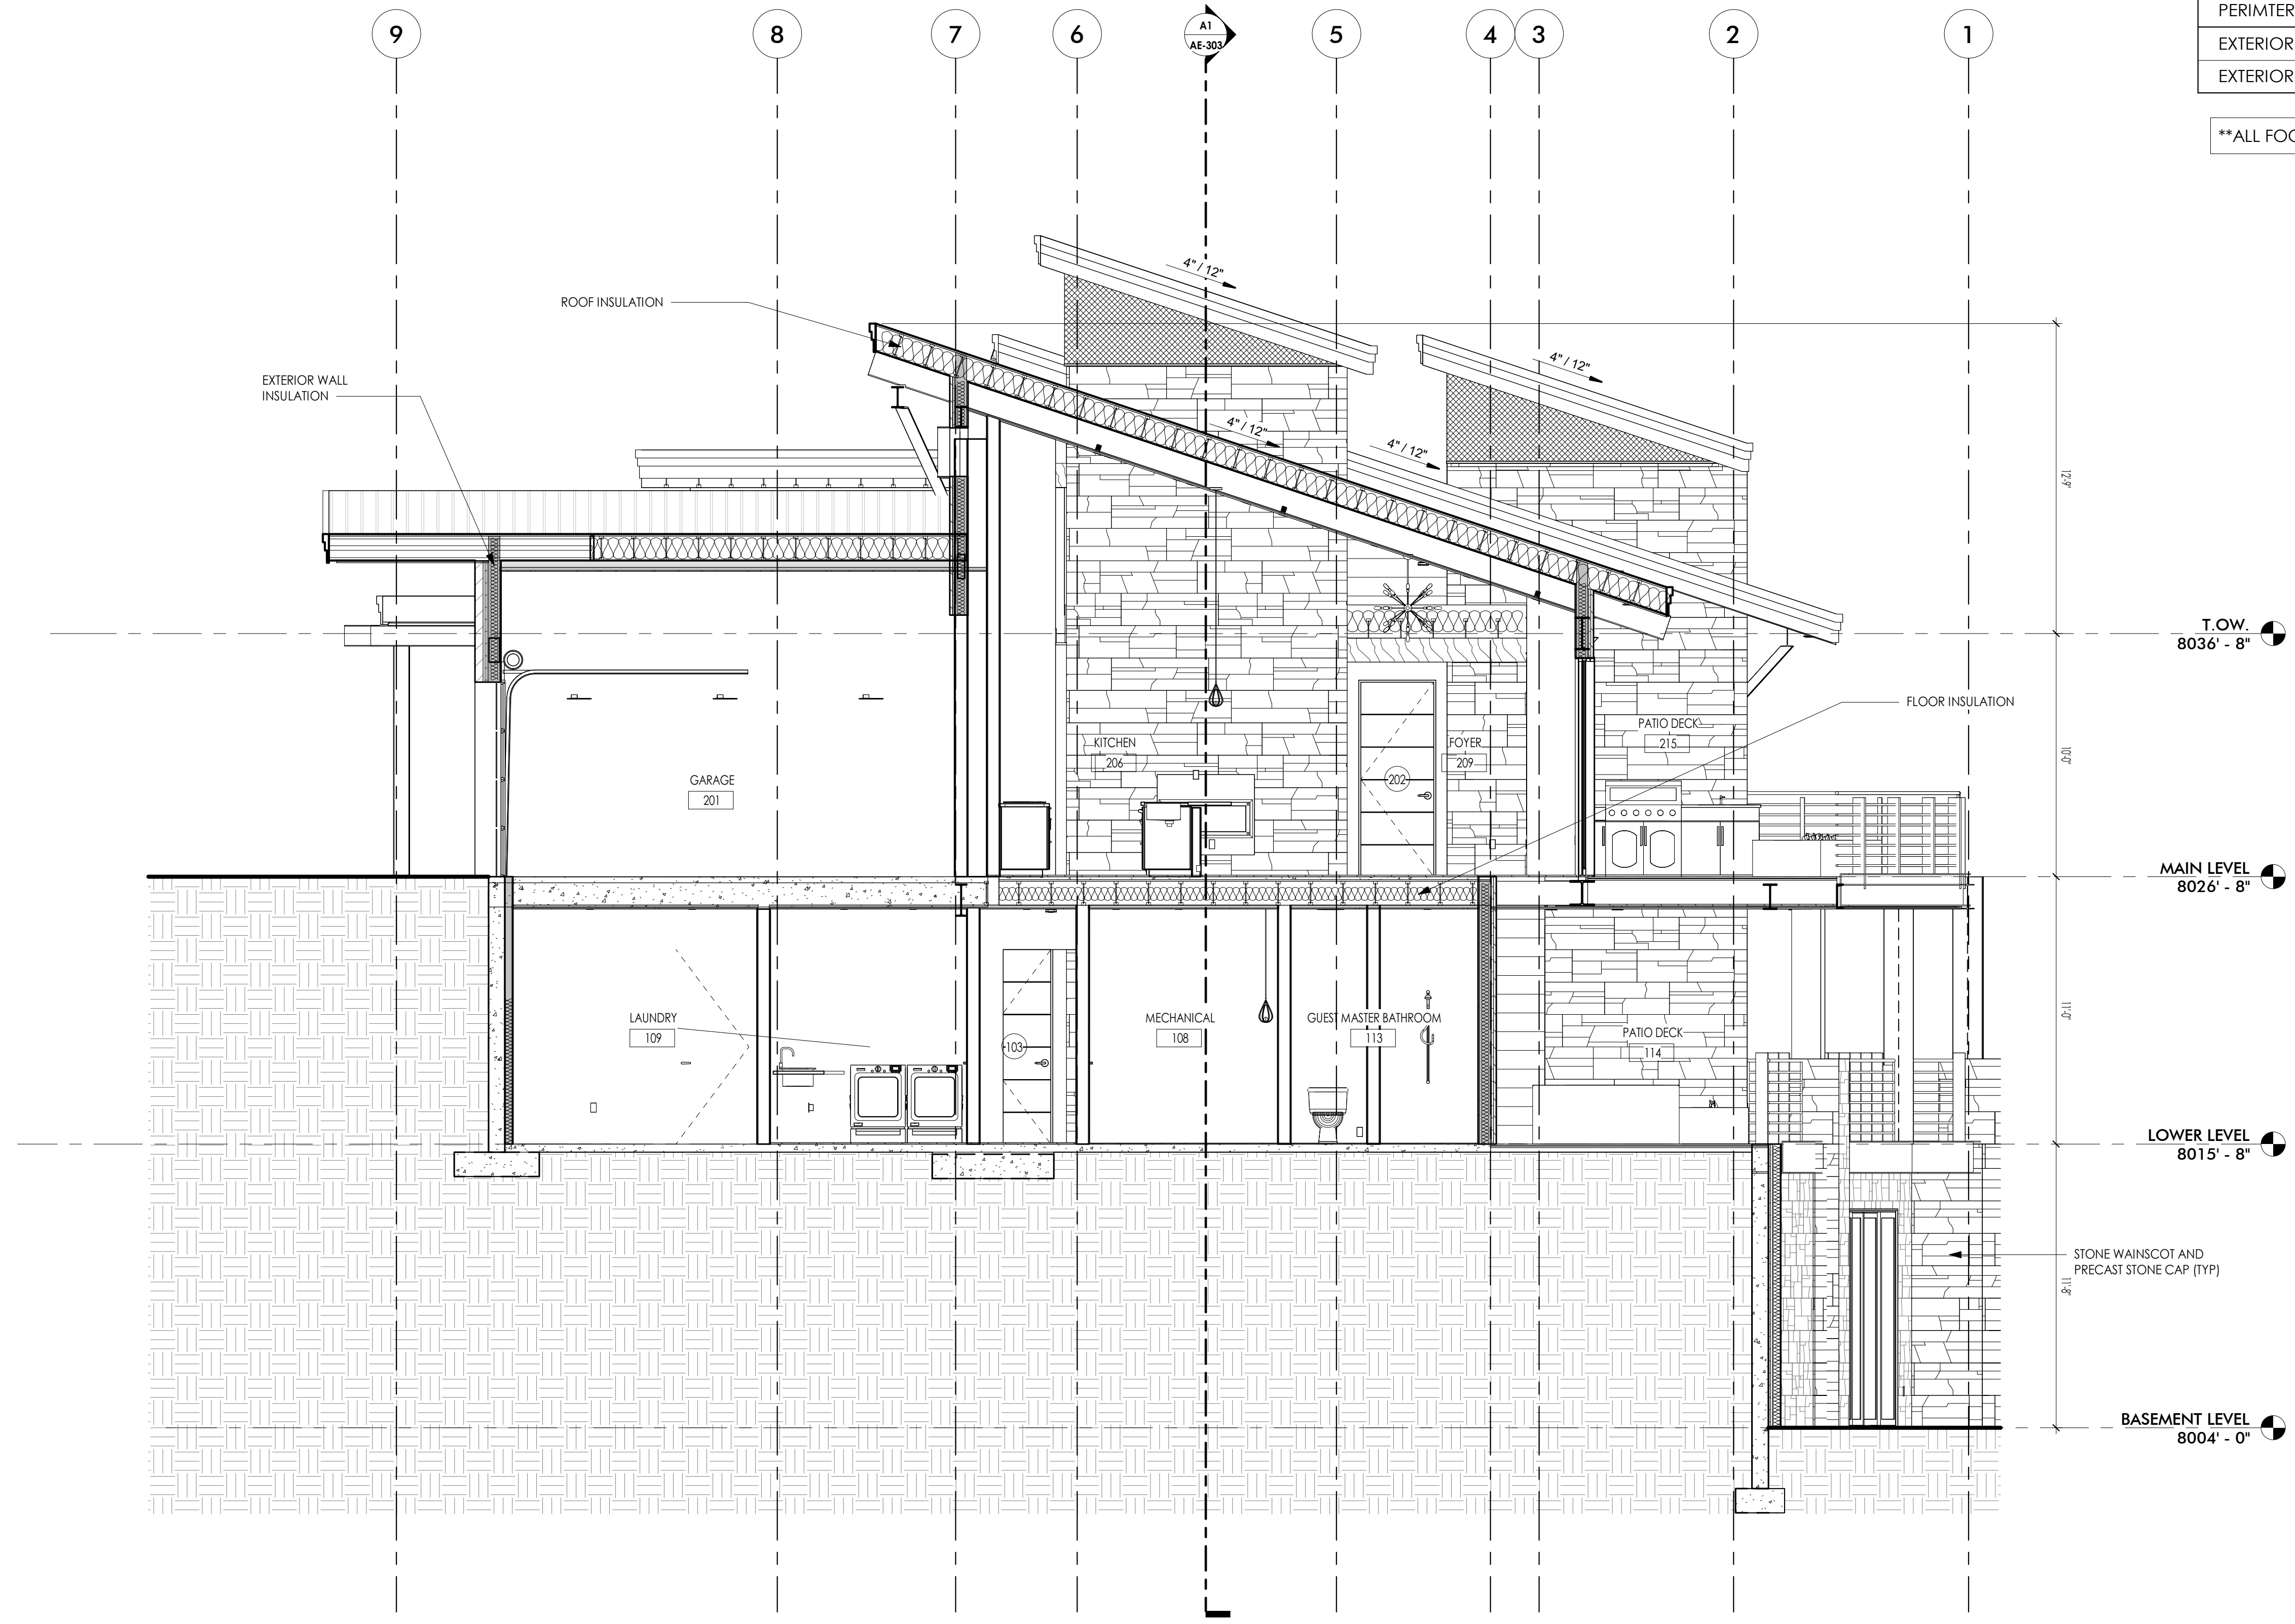 9
8
7
6
A1
AE-303
5
4
3
2
1
PERIMTER
EXTERIOR
EXTERIOR
**ALL FOO
4" / 12"
ROOF INSULATION
4" / 12"
EXTERIOR WALL
INSULATION
4" / 12"
4" / 12"
12'-9"
T.OW.
8036' - 8"
FLOOR INSULATION
PATIO DECK
215
KITCHEN
206
FOYER
209
10'-0"
GARAGE
201
202
MAIN LEVEL
8026' - 8"
11'-0"
LAUNDRY
109
103
MECHANICAL
108
GUEST MASTER BATHROOM
113
PATIO DECK
114
LOWER LEVEL
8015' - 8"
STONE WAINSCOT AND
PRECAST STONE CAP (TYP)
11'-8"
BASEMENT LEVEL
8004' - 0"